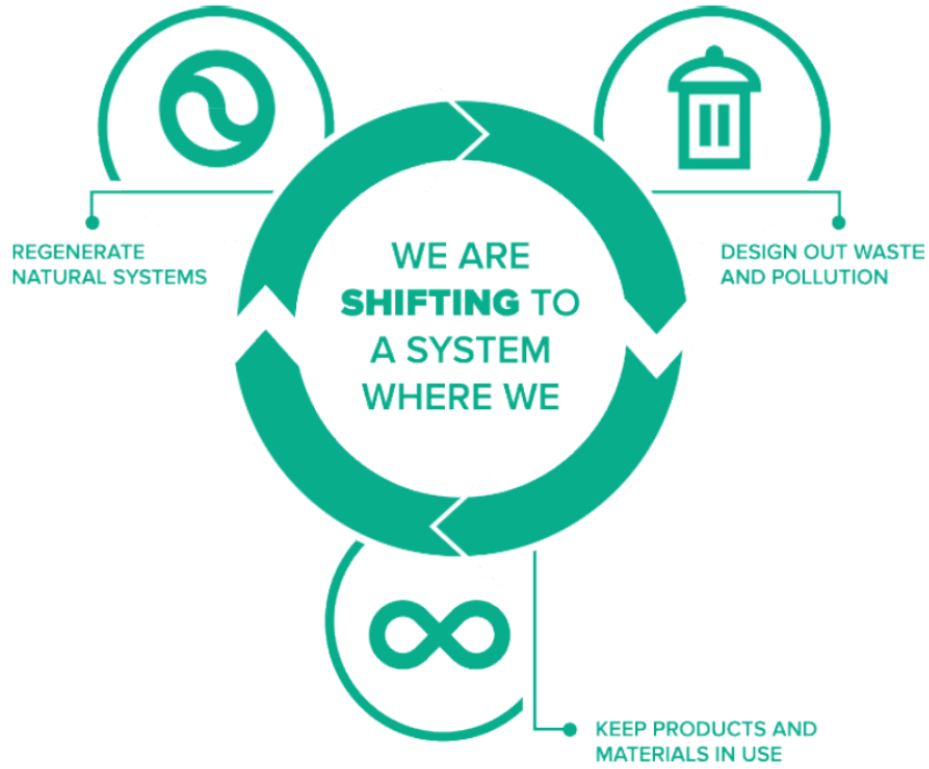 WE ARE
SHIFTING TO
A SYSTEM
WHERE WE
REGENERATE
NATURAL SYSTEMS
DESIGN OUT WASTE
AND POLLUTION
KEEP PRODUCTS AND
MATERIALS IN USE